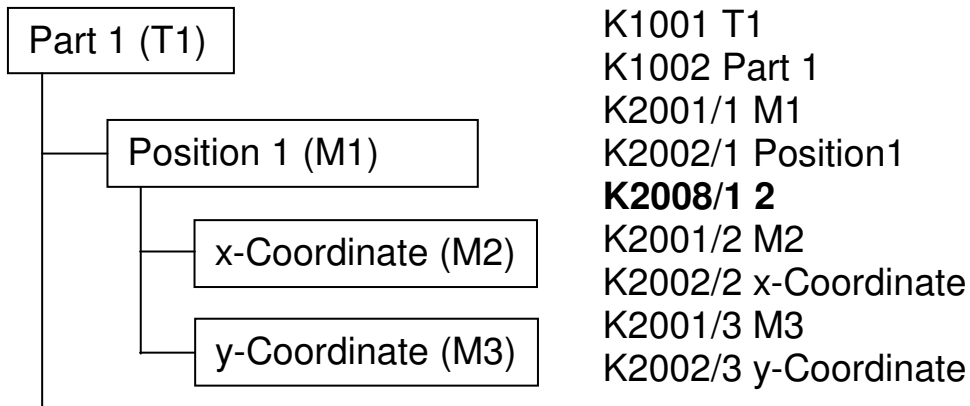 Part 1 (T1)
Position 1 (M1)
x-Coordinate (M2)
y-Coordinate (M3)
K1001 T1
K1002 Part 1
K2001/1 M1
K2002/1 Position1
K2008/1 2
K2001/2 M2
K2002/2 x-Coordinate
K2001/3 M3
K2002/3 y-Coordinate